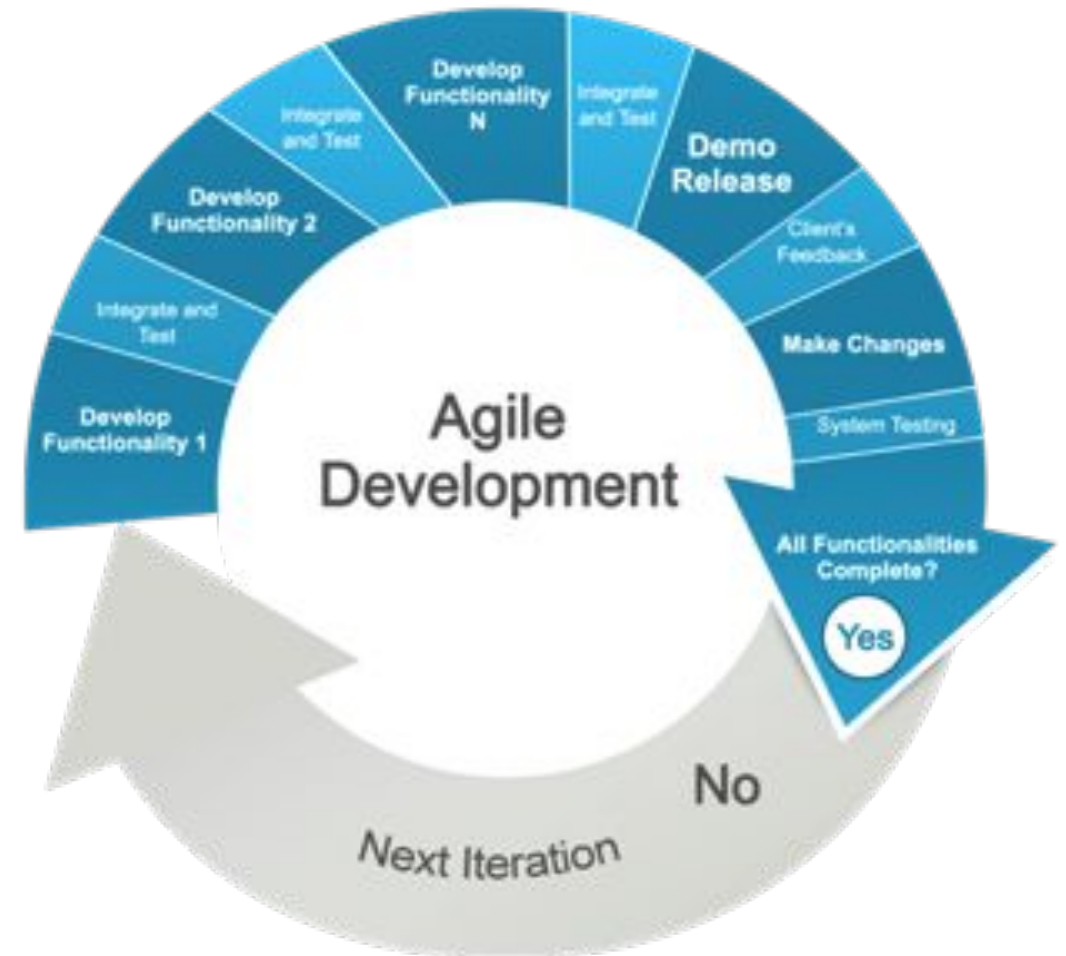 Develop
Functionality 1
Integrate and
Test
Develop
Functionality 2
Integrate
and Test
Develop
Functionality
N
Integrate
and Test
Demo
Release
Client's
Feedback
Make Changes
System Testing
All Functionalities
Complete?
Yes
No
Next Iteration
Agile
Development